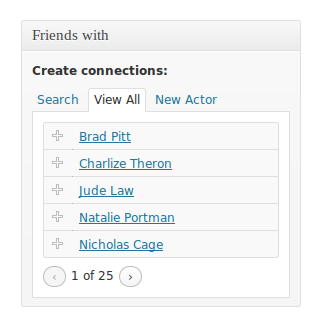 Friends with
Create connections:
Search View All New Actor
Brad Pitt
Charlize Theron
Jude Law
Natalie Portman
Nicholas Cage
‹ 1 of 25 ›